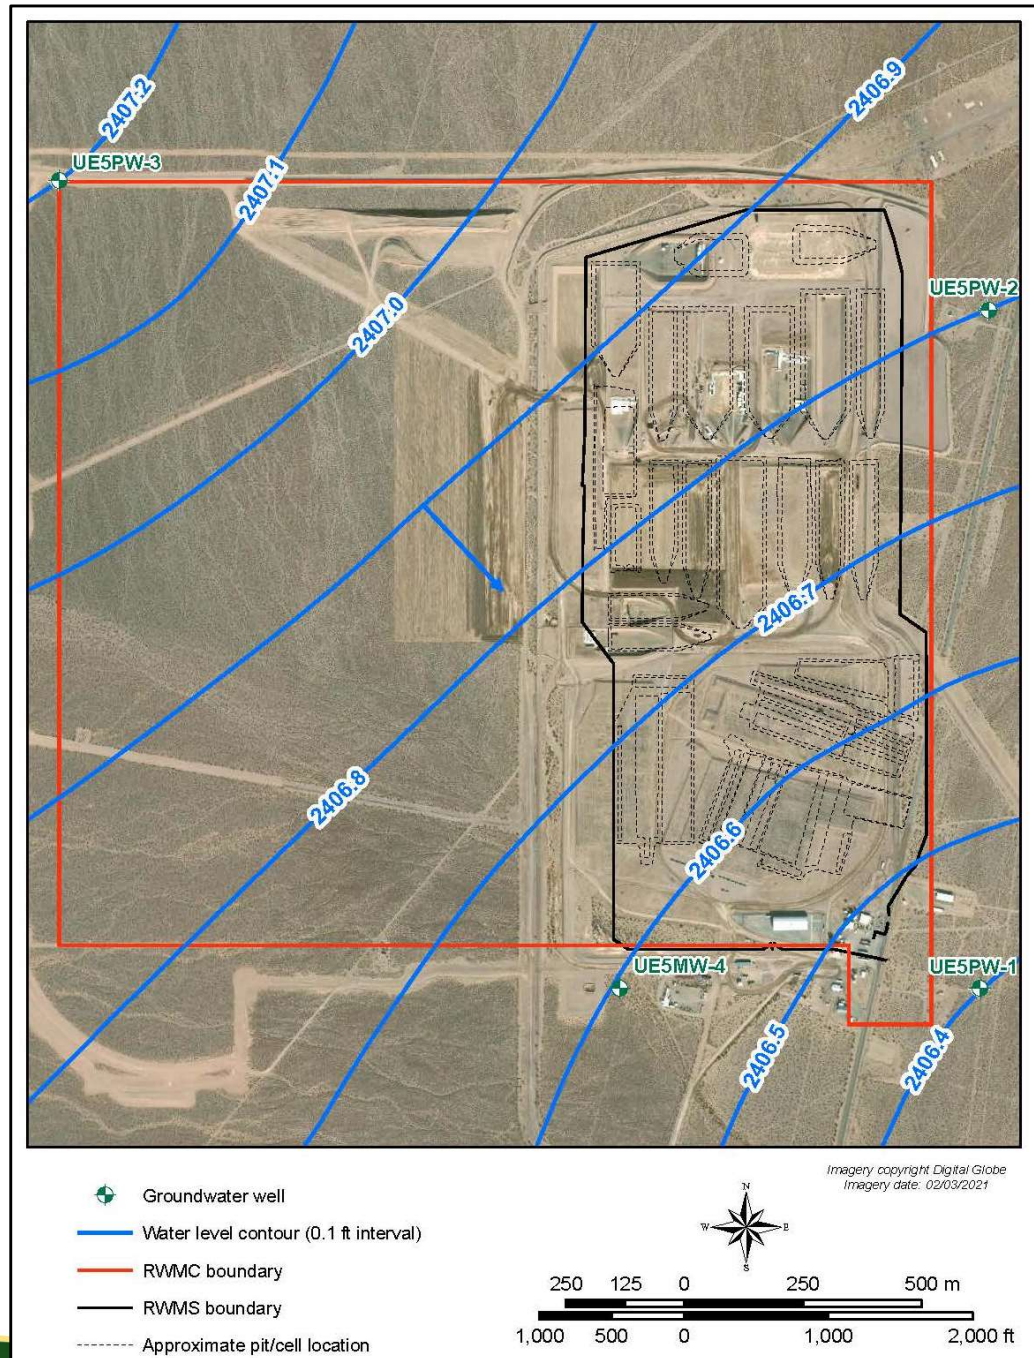 2407.2
2406.9
UE5PW-3
2407.1
UE5PW-2
2407.0
2406.7
2406.8
2406.6
UE5MW-4
UE5PW-1
2406.5
2406.4
Imagery copyright Digital Globe
Imagery date: 02/03/2021
Groundwater well
Water level contour (0.1 ft interval)
RWMC boundary
RWMS boundary
Approximate pit/cell location
N
W E
S
250 125 0 250 500 m
1,000 500 0 1,000 2,000 ft